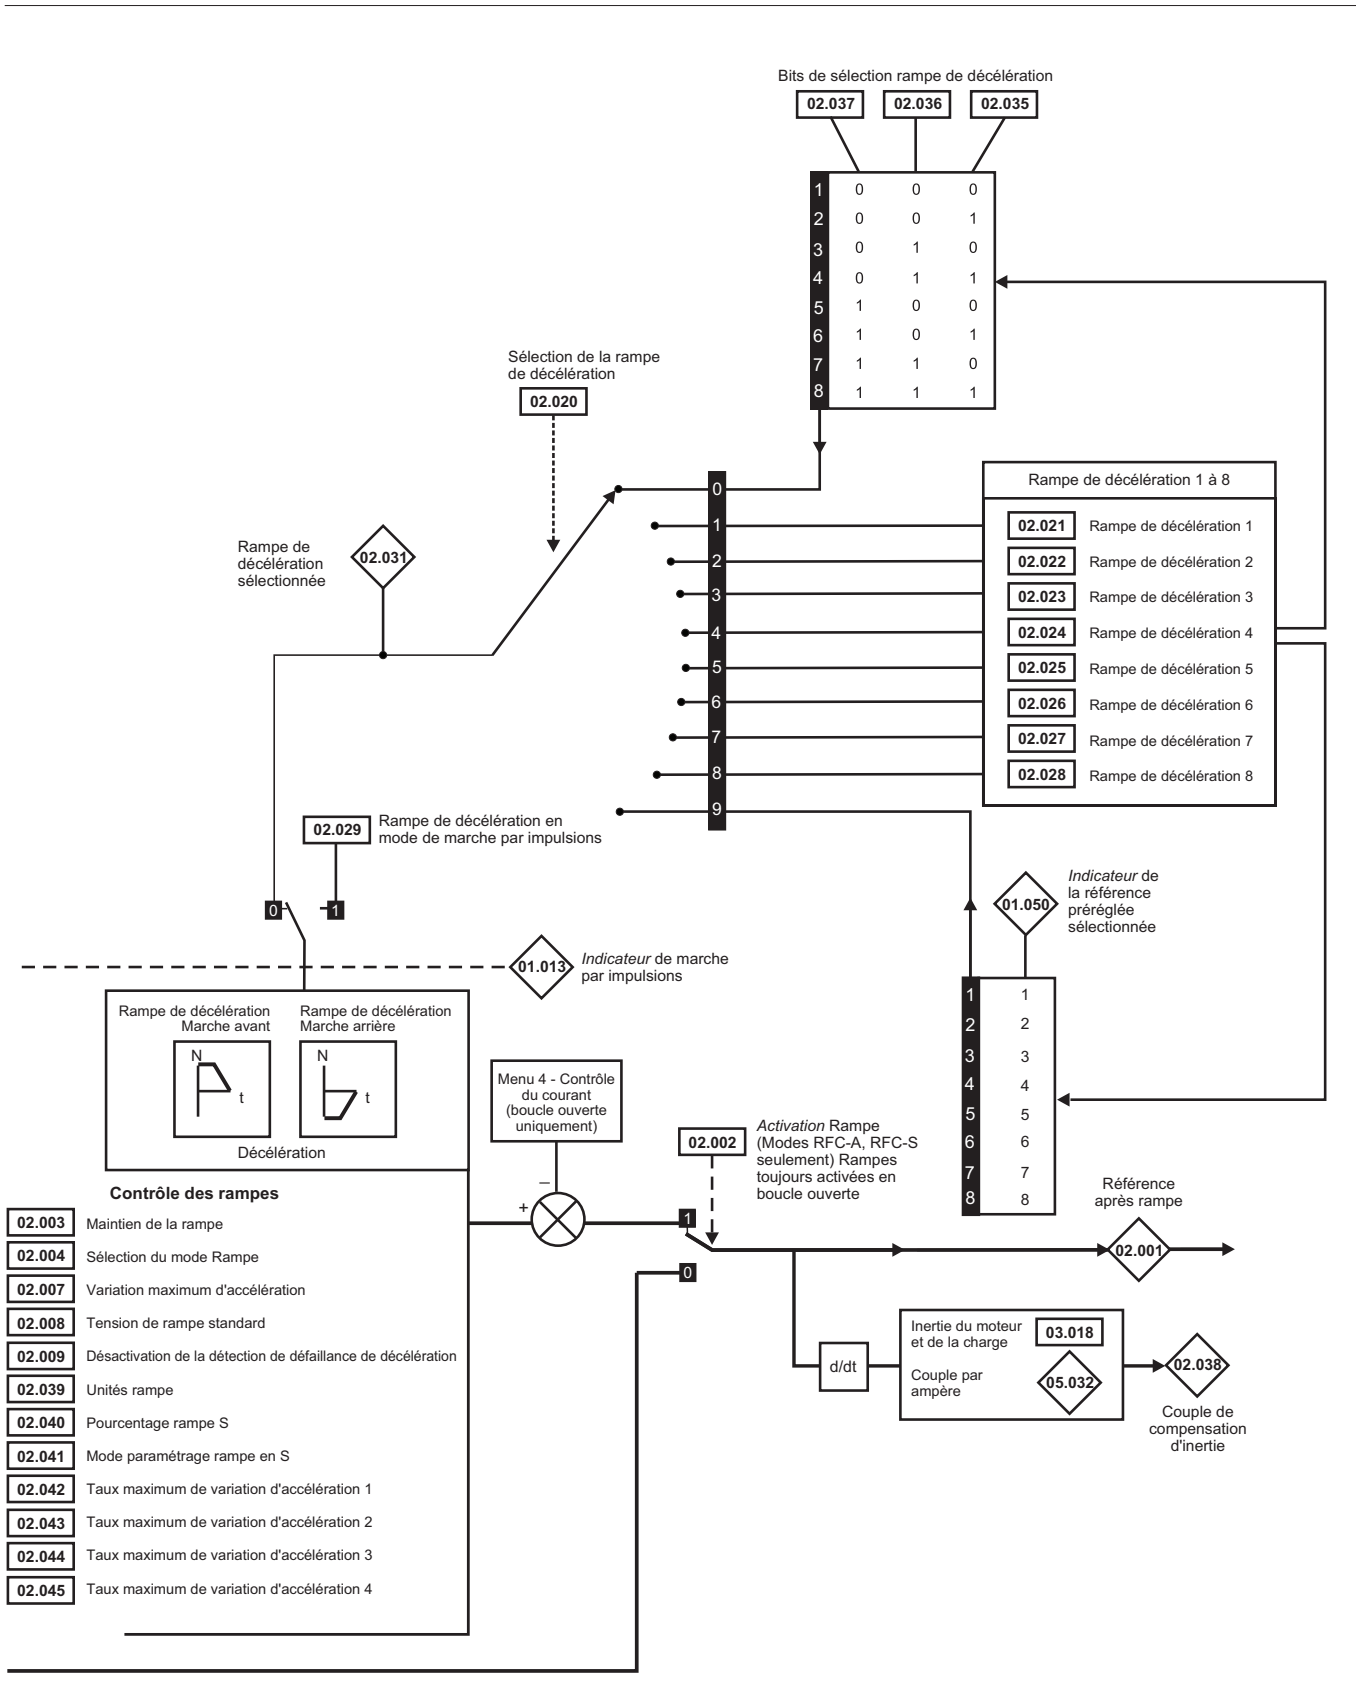 Bits de sélection rampe de décélération
02.037 02.036 02.035
1 0 0 0
2 0 0 1
3 0 1 0
4 0 1 1
5 1 0 0
6 1 0 1
7 1 1 0
8 1 1 1
Sélection de la rampe
de décélération
02.020
0
1
2
3
4
5
6
7
8
9
Rampe de décélération 1 à 8
02.021 Rampe de décélération 1
02.022 Rampe de décélération 2
02.023 Rampe de décélération 3
02.024 Rampe de décélération 4
02.025 Rampe de décélération 5
02.026 Rampe de décélération 6
02.027 Rampe de décélération 7
02.028 Rampe de décélération 8
Rampe de
décélération
sélectionnée
02.031
02.029
Rampe de décélération en
mode de marche par impulsions
0 1
01.013
Indicateur de marche
par impulsions
01.050
Indicateur de
la référence
préréglée
sélectionnée
1 1
2 2
3 3
4 4
5 5
6 6
7 7
8 8
Rampe de décélération
Marche avant
Rampe de décélération
Marche arrière
N
t
N
t
Décélération
Menu 4 - Contrôle
du courant
(boucle ouverte
uniquement)
–
+
02.002
Activation Rampe
(Modes RFC-A, RFC-S
seulement) Rampes
toujours activées en
boucle ouverte
1
0
Référence
après rampe
02.001
Contrôle des rampes
02.003 Maintien de la rampe
02.004 Sélection du mode Rampe
02.007 Variation maximum d'accélération
02.008 Tension de rampe standard
02.009 Désactivation de la détection de défaillance de décélération
02.039 Unités rampe
02.040 Pourcentage rampe S
02.041 Mode paramétrage rampe en S
02.042 Taux maximum de variation d'accélération 1
02.043 Taux maximum de variation d'accélération 2
02.044 Taux maximum de variation d'accélération 3
02.045 Taux maximum de variation d'accélération 4
d/dt
Inertie du moteur
et de la charge
03.018
Couple par
ampère
05.032
02.038
Couple de
compensation
d'inertie